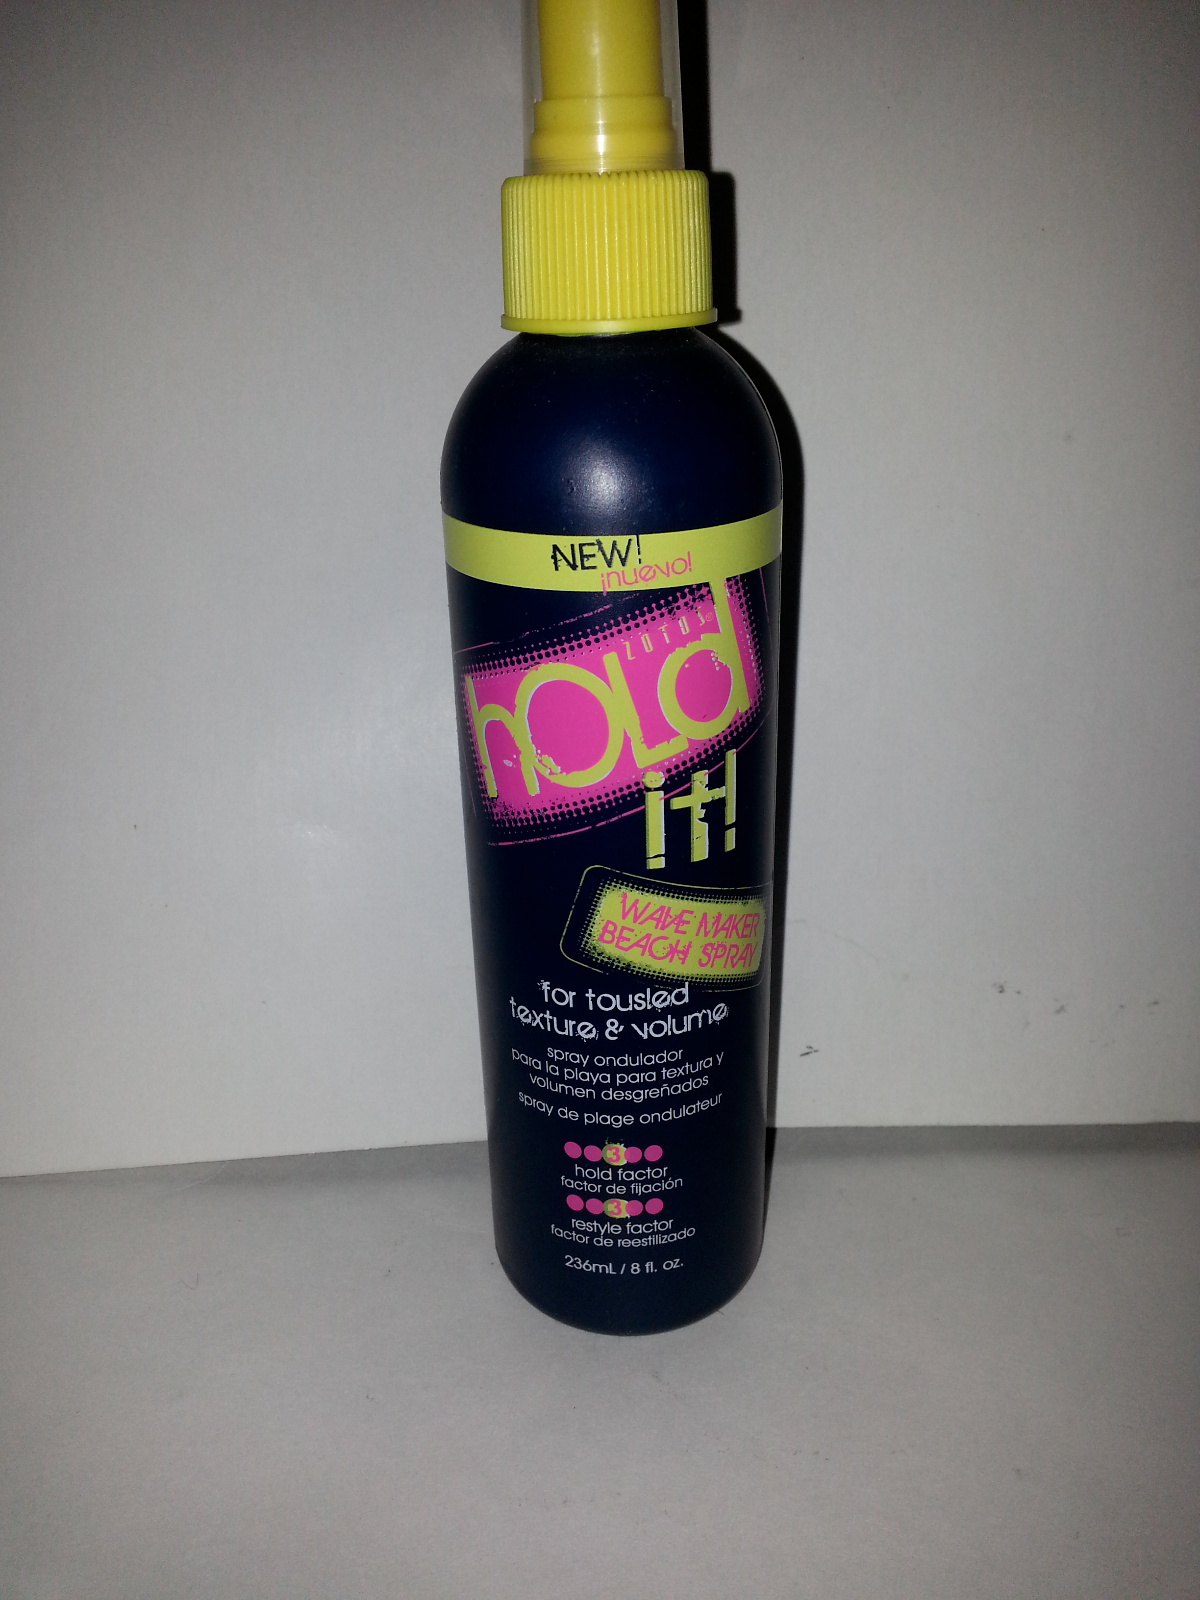 NEW!
¡nuevo!
ZOTOS®
hOLd
it!
WAVE MAKER
BEACH SPRAY
for tousled
texture & volume
spray ondulador
para la playa para textura y
volumen desgreñados
spray de plage ondulateur
3
hold factor
factor de fijación
3
restyle factor
factor de reestilizado
236mL / 8 fl. oz.